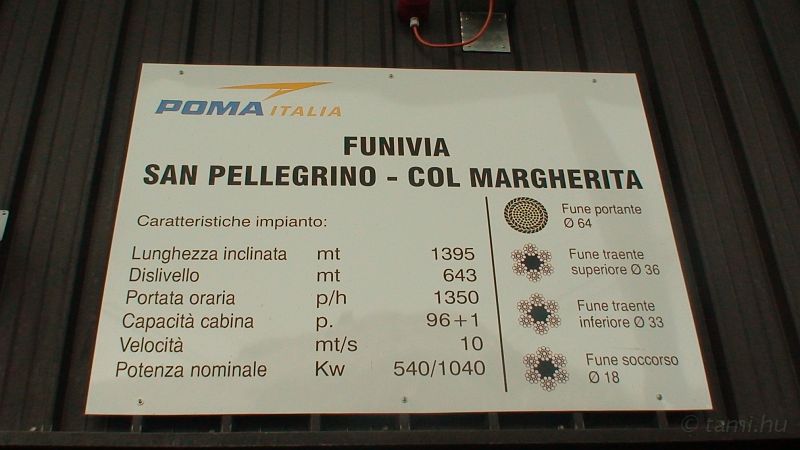 POMA ITALIA
FUNIVIA
SAN PELLEGRINO - COL MARGHERITA
Caratteristiche impianto:
Lunghezza inclinata mt 1395
Dislivello mt 643
Portata oraria p/h 1350
Capacità cabina p. 96+1
Velocità mt/s 10
Potenza nominale Kw 540/1040
Fune portante
Ø 64
Fune traente
superiore Ø 36
Fune traente
inferiore Ø 33
Fune soccorso
Ø 18
© tami.hu